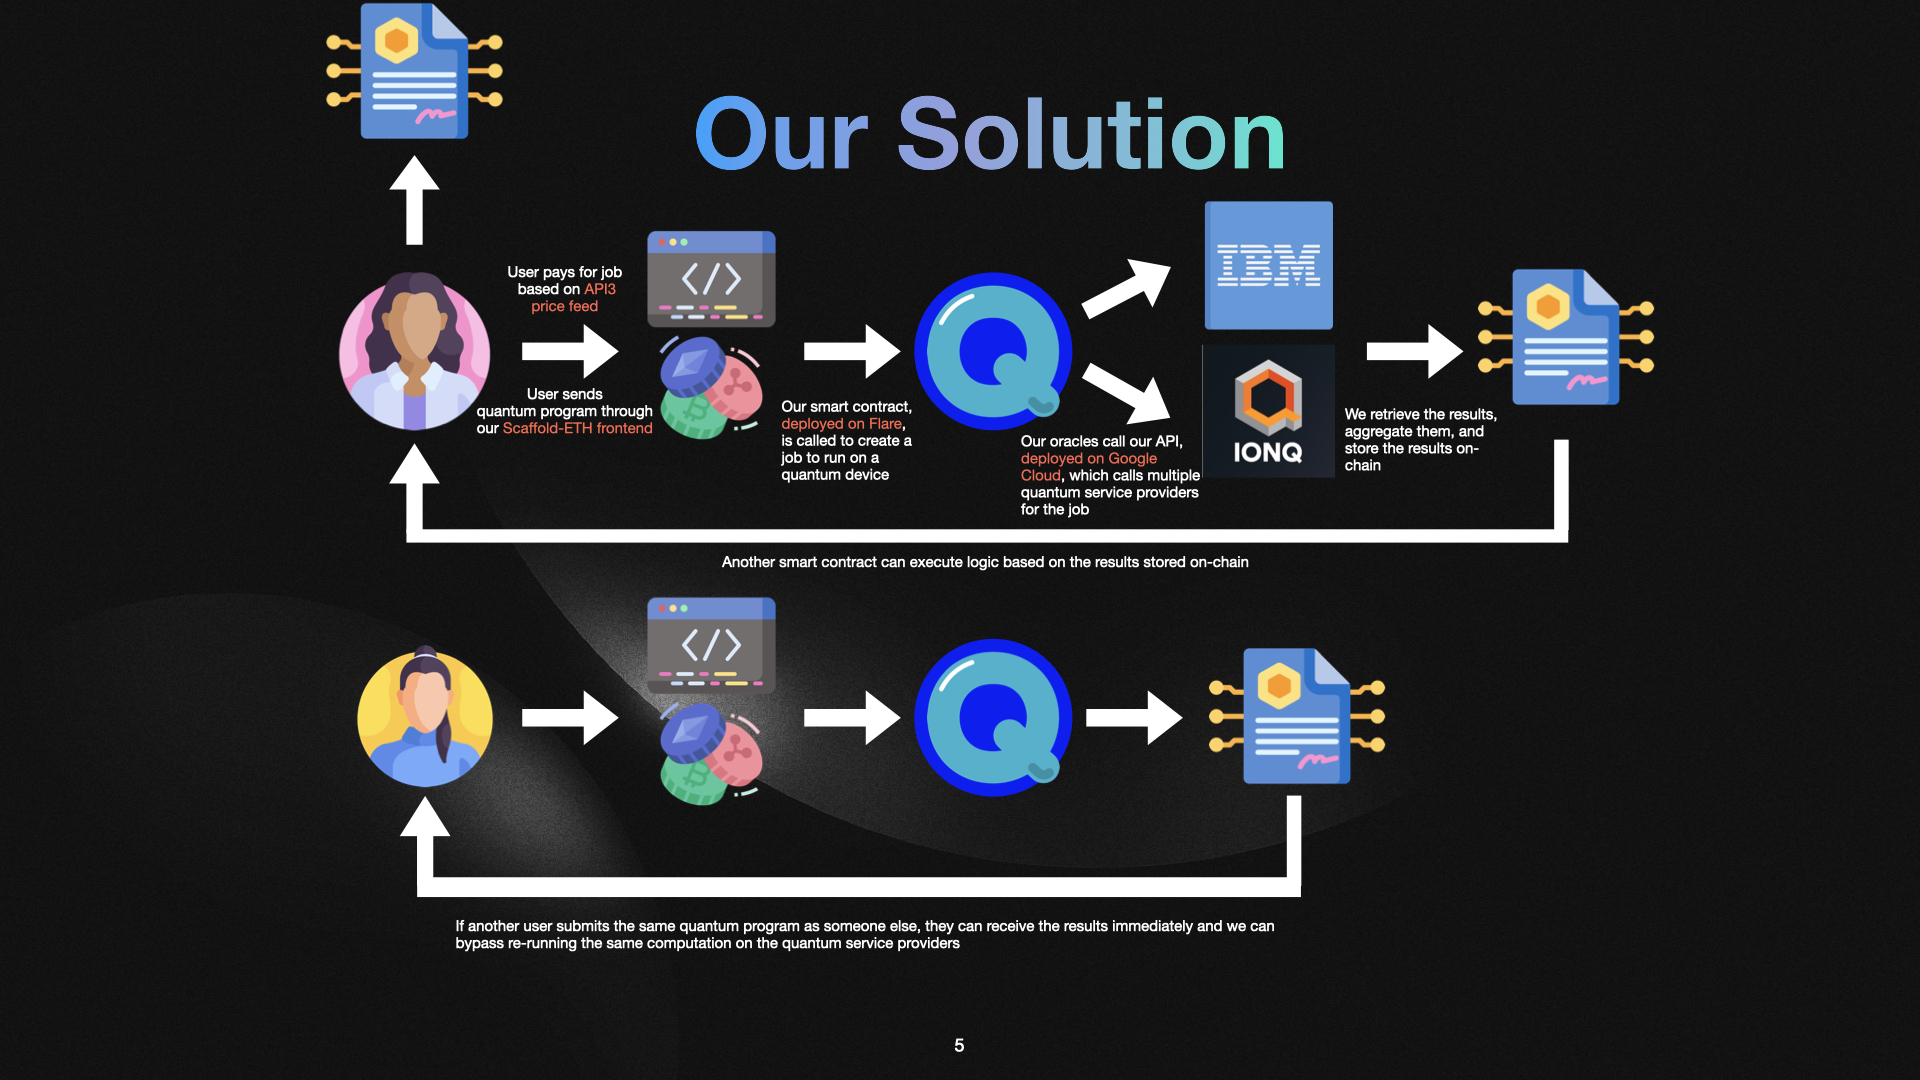 Our Solution
User pays for job
based on API3
price feed
User sends
quantum program through
our Scaffold-ETH frontend
</>
Our smart contract,
deployed on Flare,
is called to create a
job to run on a
quantum device
Q
Our oracles call our API,
deployed on Google
Cloud, which calls multiple
quantum service providers
for the job
IBM
IONQ
We retrieve the results,
aggregate them, and
store the results on-
chain
Another smart contract can execute logic based on the results stored on-chain
</>
Q
If another user submits the same quantum program as someone else, they can receive the results immediately and we can
bypass re-running the same computation on the quantum service providers
5